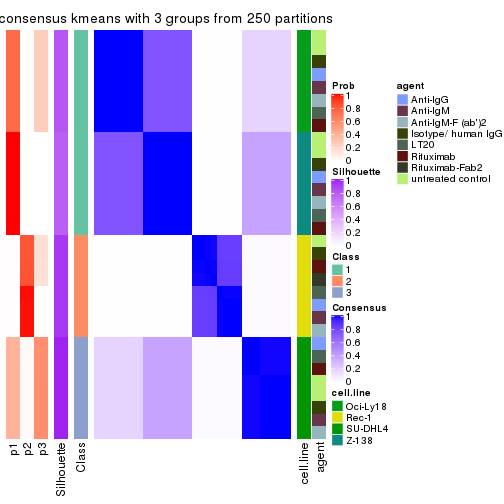 consensus kmeans with 3 groups from 250 partitions
Prob
1
0.8
0.6
0.4
0.2
0
Silhouette
1
0.8
0.6
0.4
0.2
0
Class
1
2
3
Consensus
1
0.8
0.6
0.4
0.2
0
cell.line
Oci-Ly18
Rec-1
SU-DHL4
Z-138
agent
Anti-IgG
Anti-IgM
Anti-IgM-F (ab')2
Isotype/ human IgG
LT20
Rituximab
Rituximab-Fab2
untreated control
p1
p2
p3
Silhouette
Class
cell.line
agent